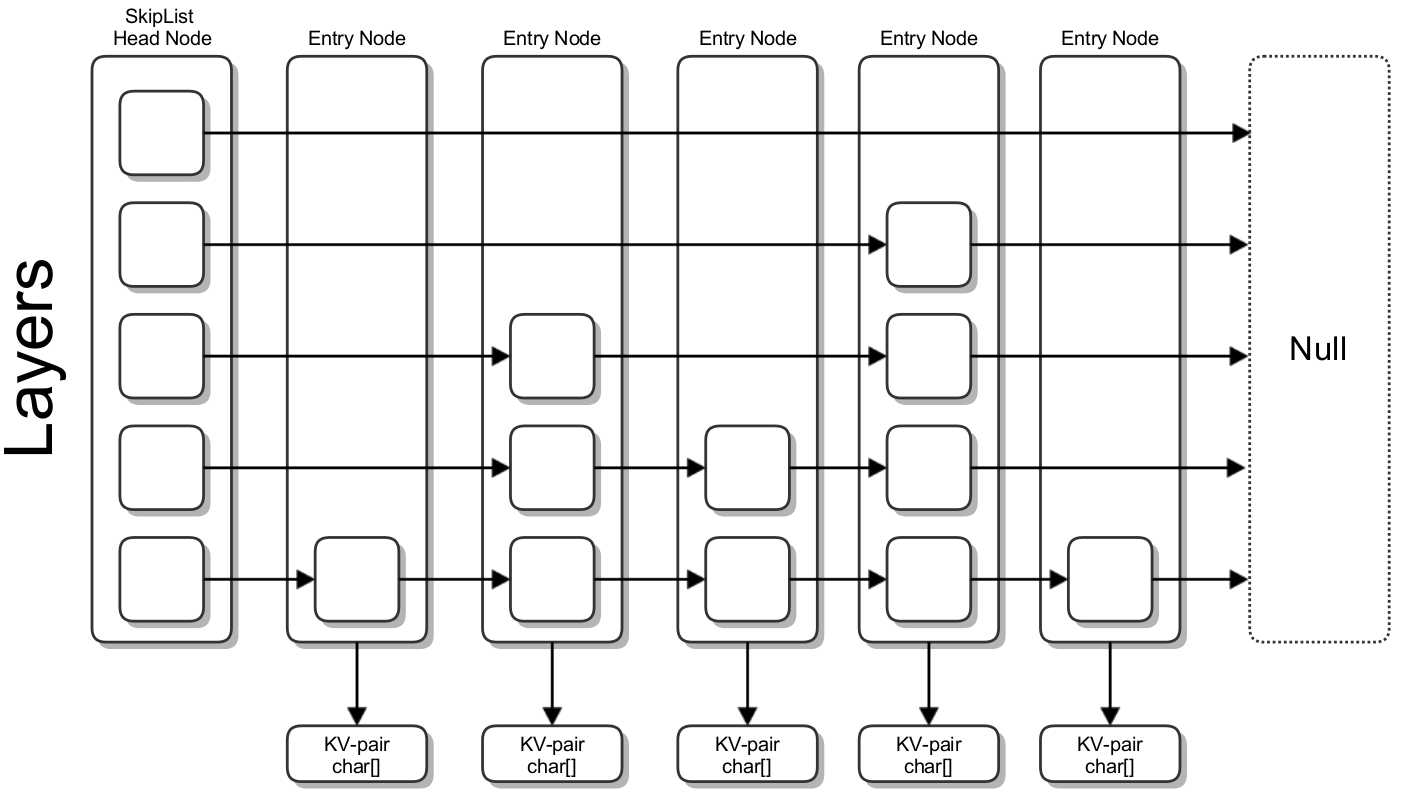 SkipList
Head Node
Entry Node
Entry Node
Entry Node
Entry Node
Entry Node
Layers
Null
KV-pair
char[]
KV-pair
char[]
KV-pair
char[]
KV-pair
char[]
KV-pair
char[]